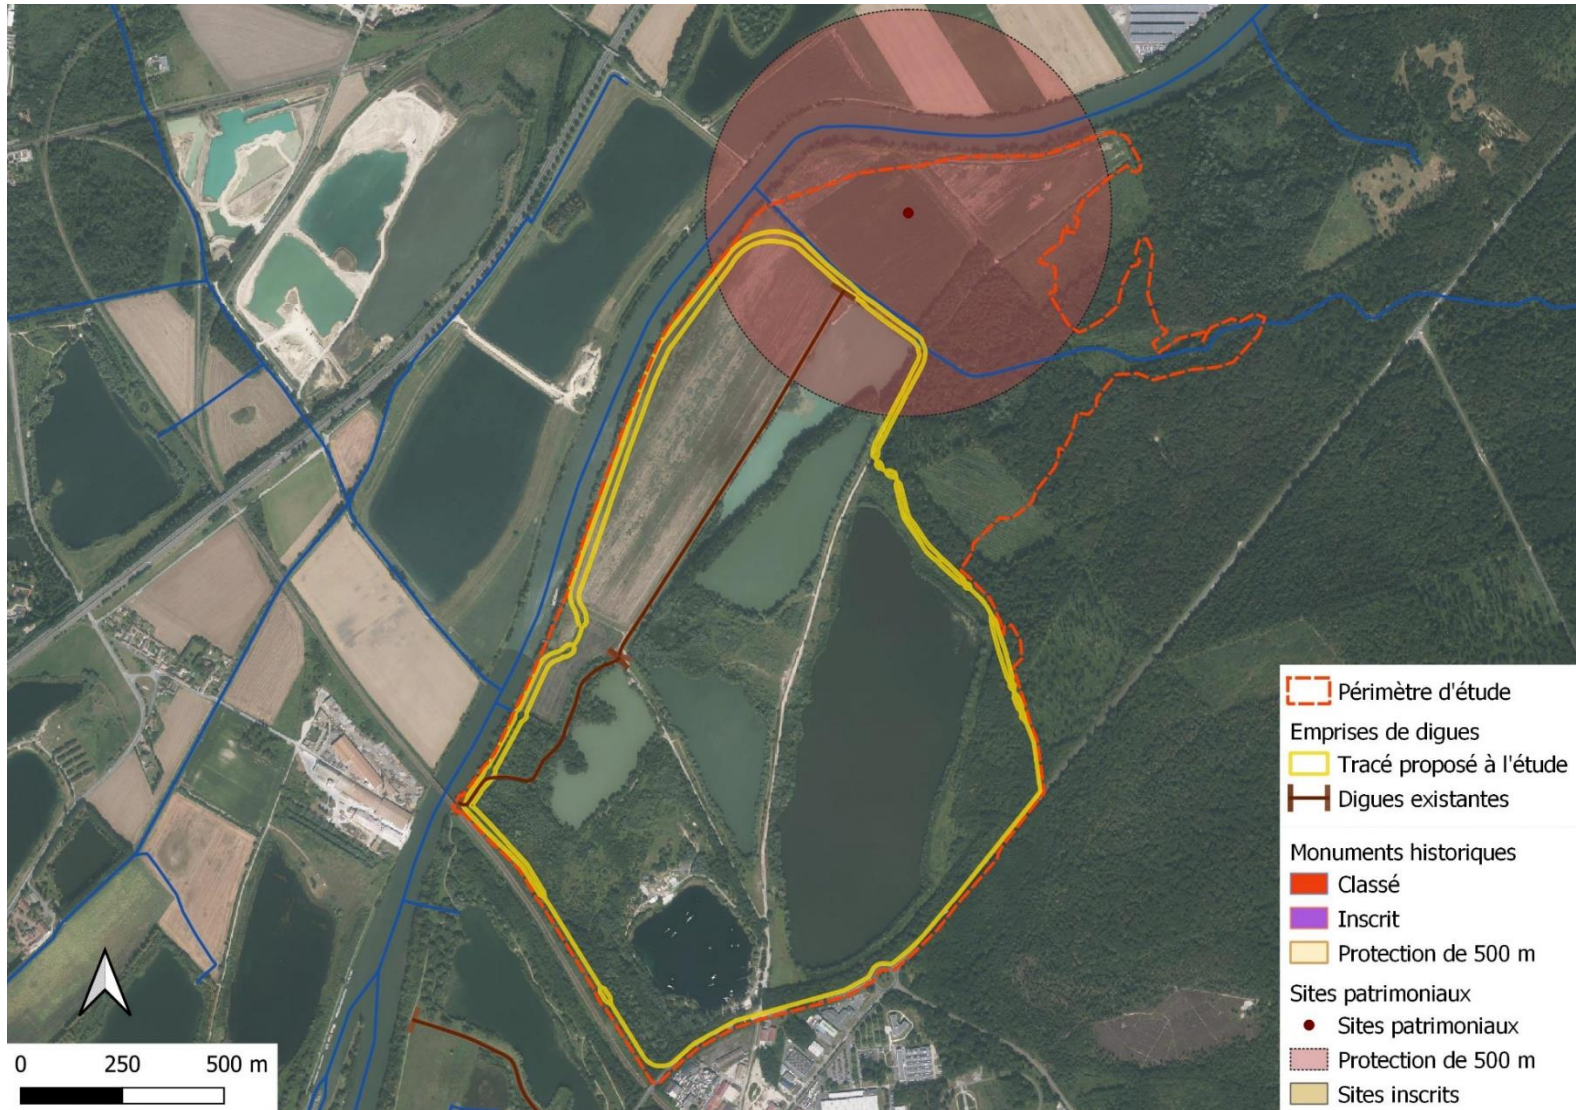 Périmètre d'étude
Emprises de digues
Tracé proposé à l'étude
Digues existantes
Monuments historiques
Classé
Inscrit
Protection de 500 m
Sites patrimoniaux
Sites patrimoniaux
Protection de 500 m
Sites inscrits
0 250 500 m